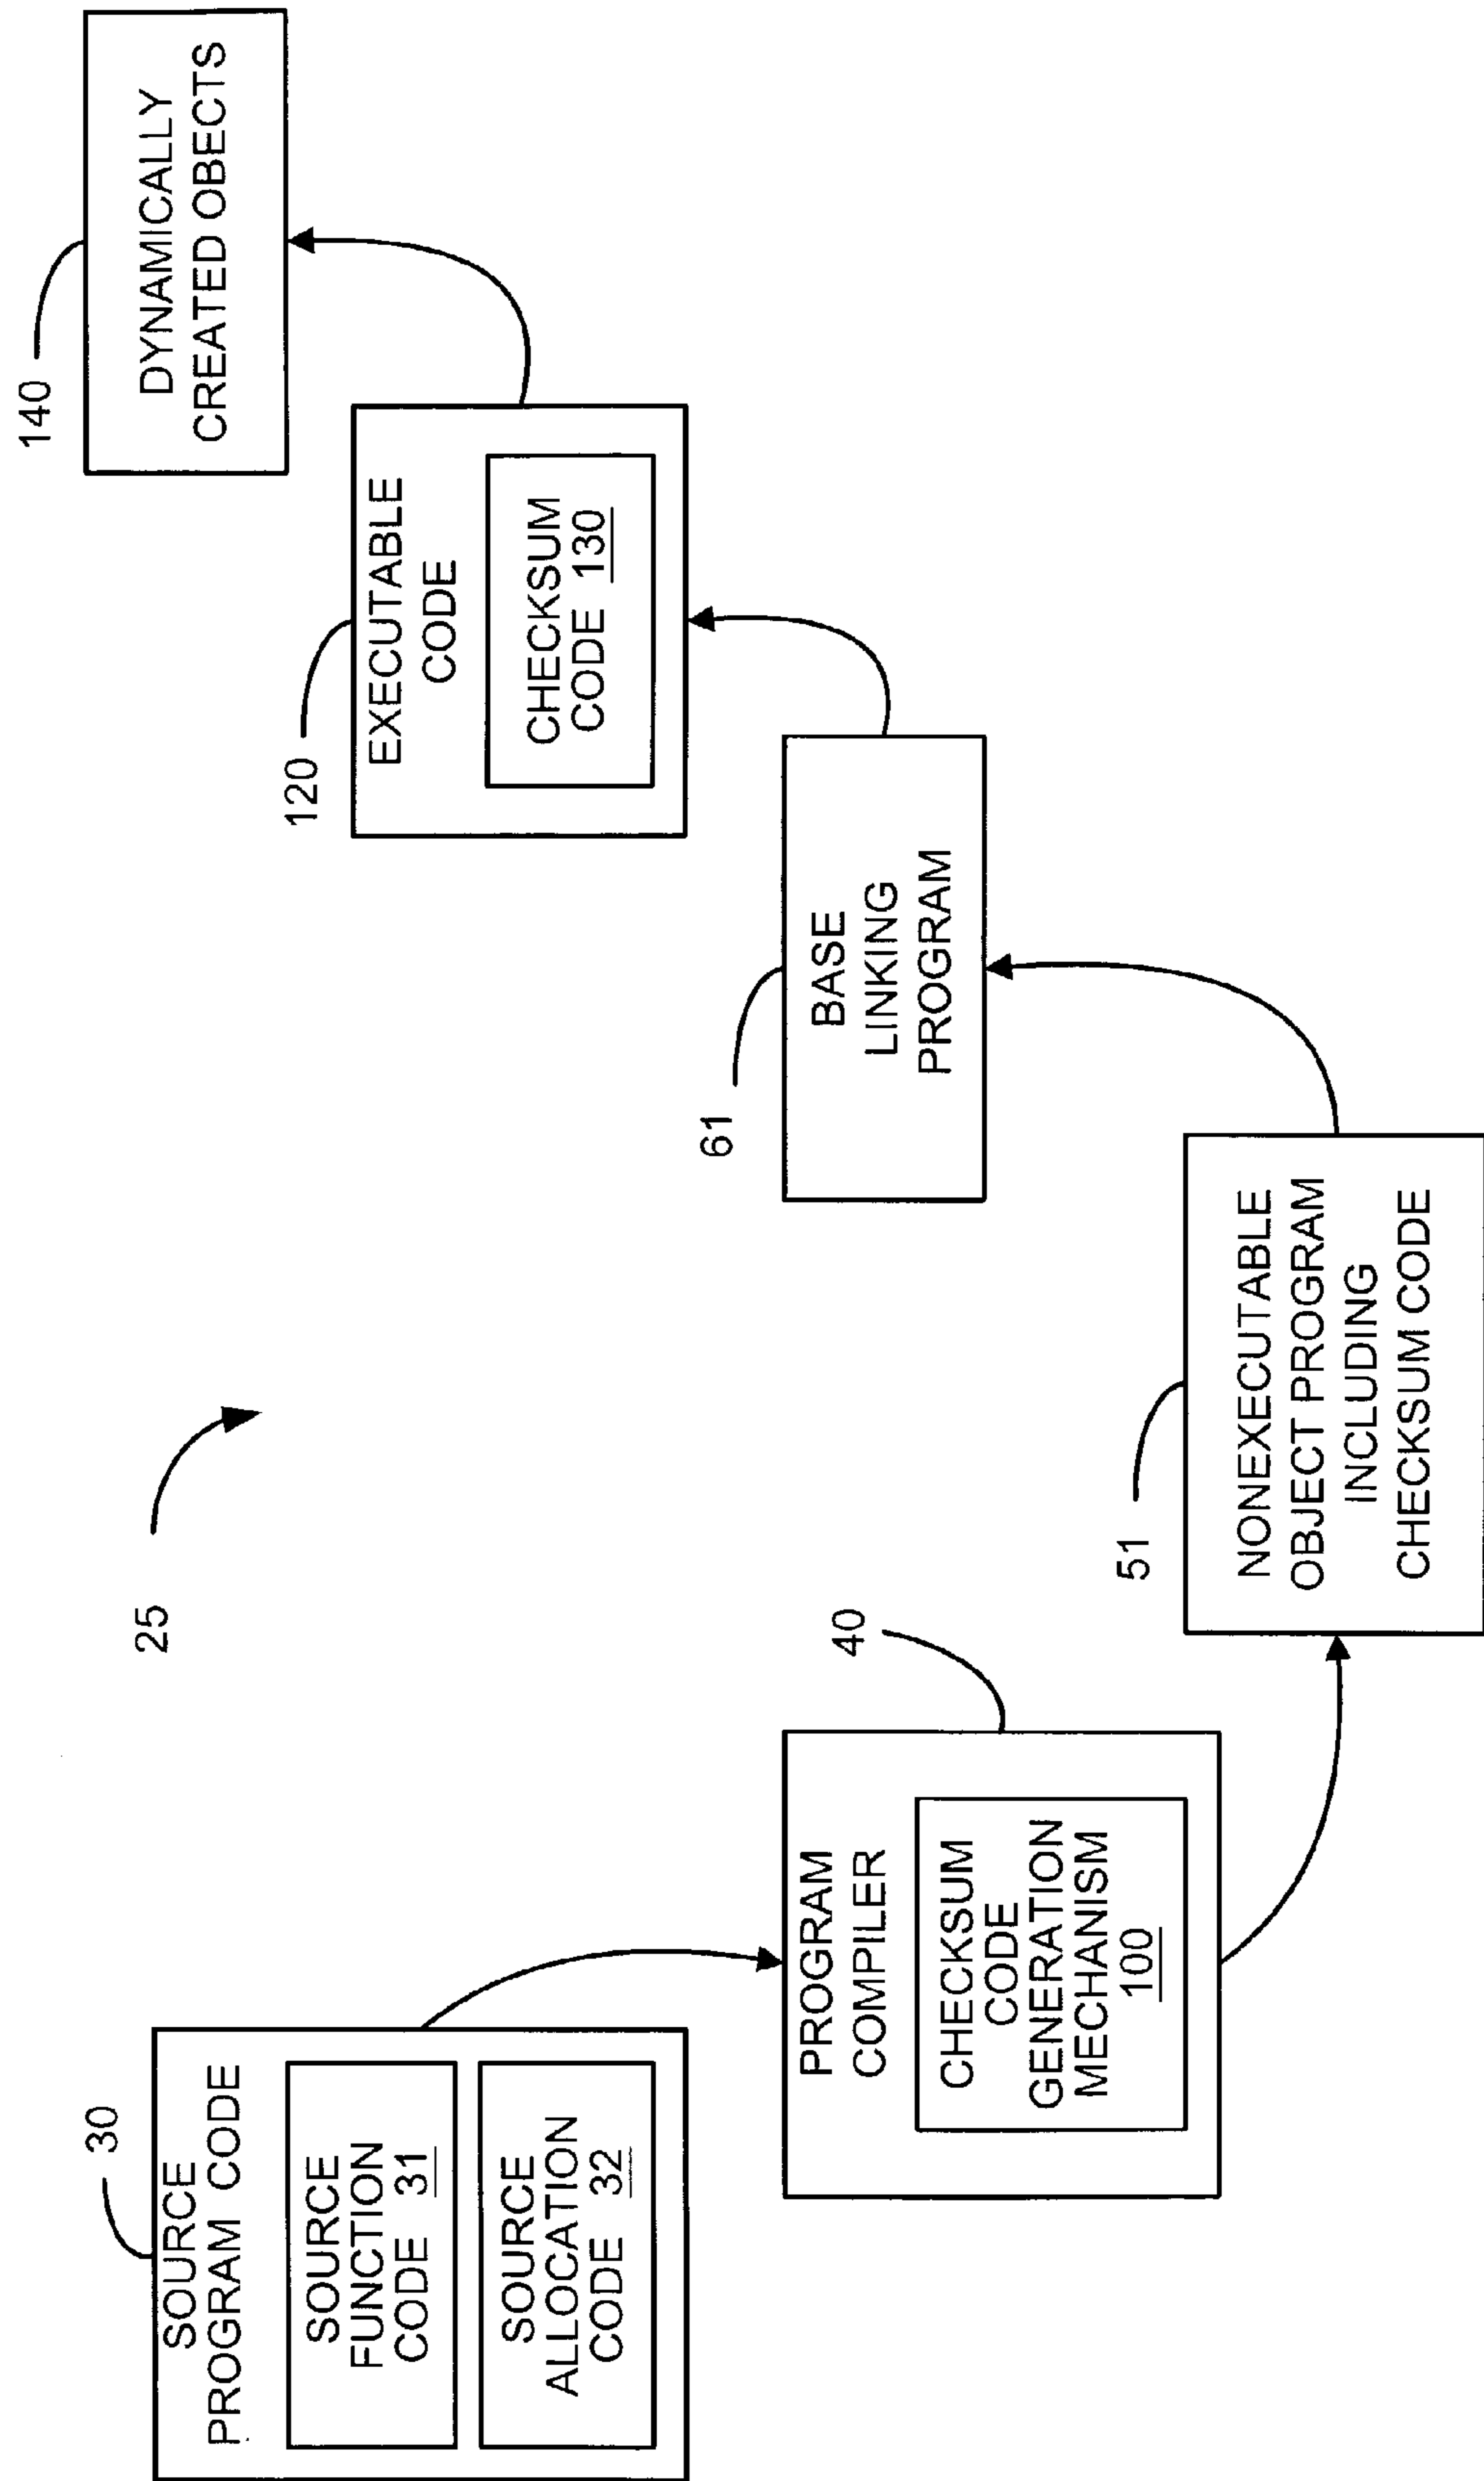 30
SOURCE
PROGRAM CODE
SOURCE
FUNCTION
CODE 31
SOURCE
ALLOCATION
CODE 32
25
40
PROGRAM
COMPILER
CHECKSUM
CODE
GENERATION
MECHANISM
100
51
NONEXECUTABLE
OBJECT PROGRAM
INCLUDING
CHECKSUM CODE
61
BASE
LINKING
PROGRAM
120
EXECUTABLE
CODE
CHECKSUM
CODE 130
140
DYNAMICALLY
CREATED OBECTS